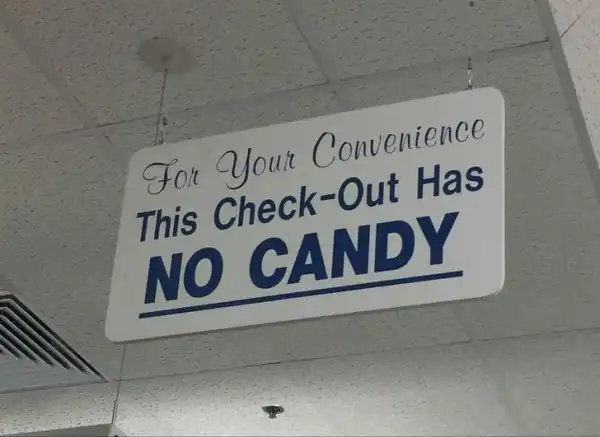 For Your Convenience
This Check-Out Has
NO CANDY